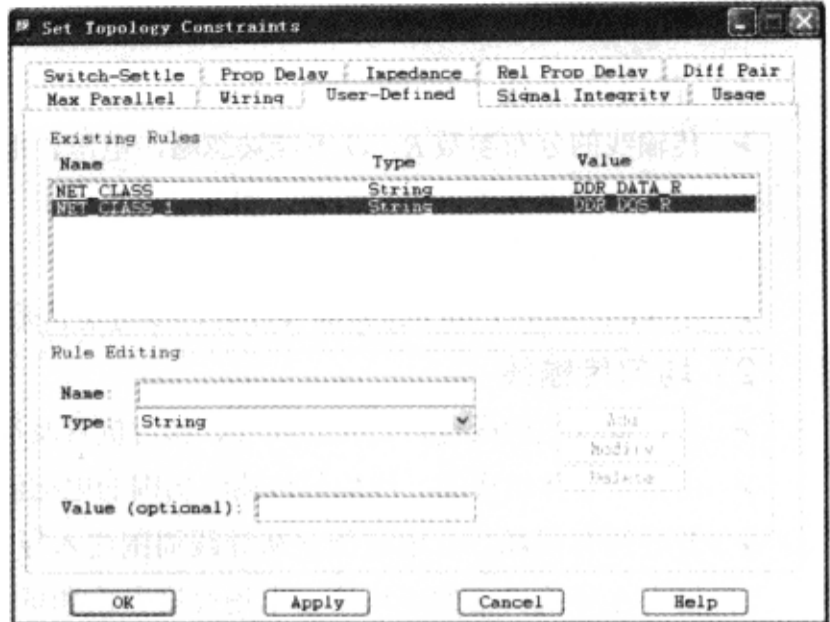 Set Topology Constraints
Switch-Settle Prop Delay Impedance Rel Prop Delay Diff Pair
Max Parallel Wiring User-Defined Signal Integrity Usage
Existing Rules
Name Type Value
NET_CLASS String DDR_DATA_R
NET_CLASS_1 String DDR_DQS_R
Rule Editing
Name:
Type: String
Add
Modify
Delete
Value (optional):
OK Apply Cancel Help